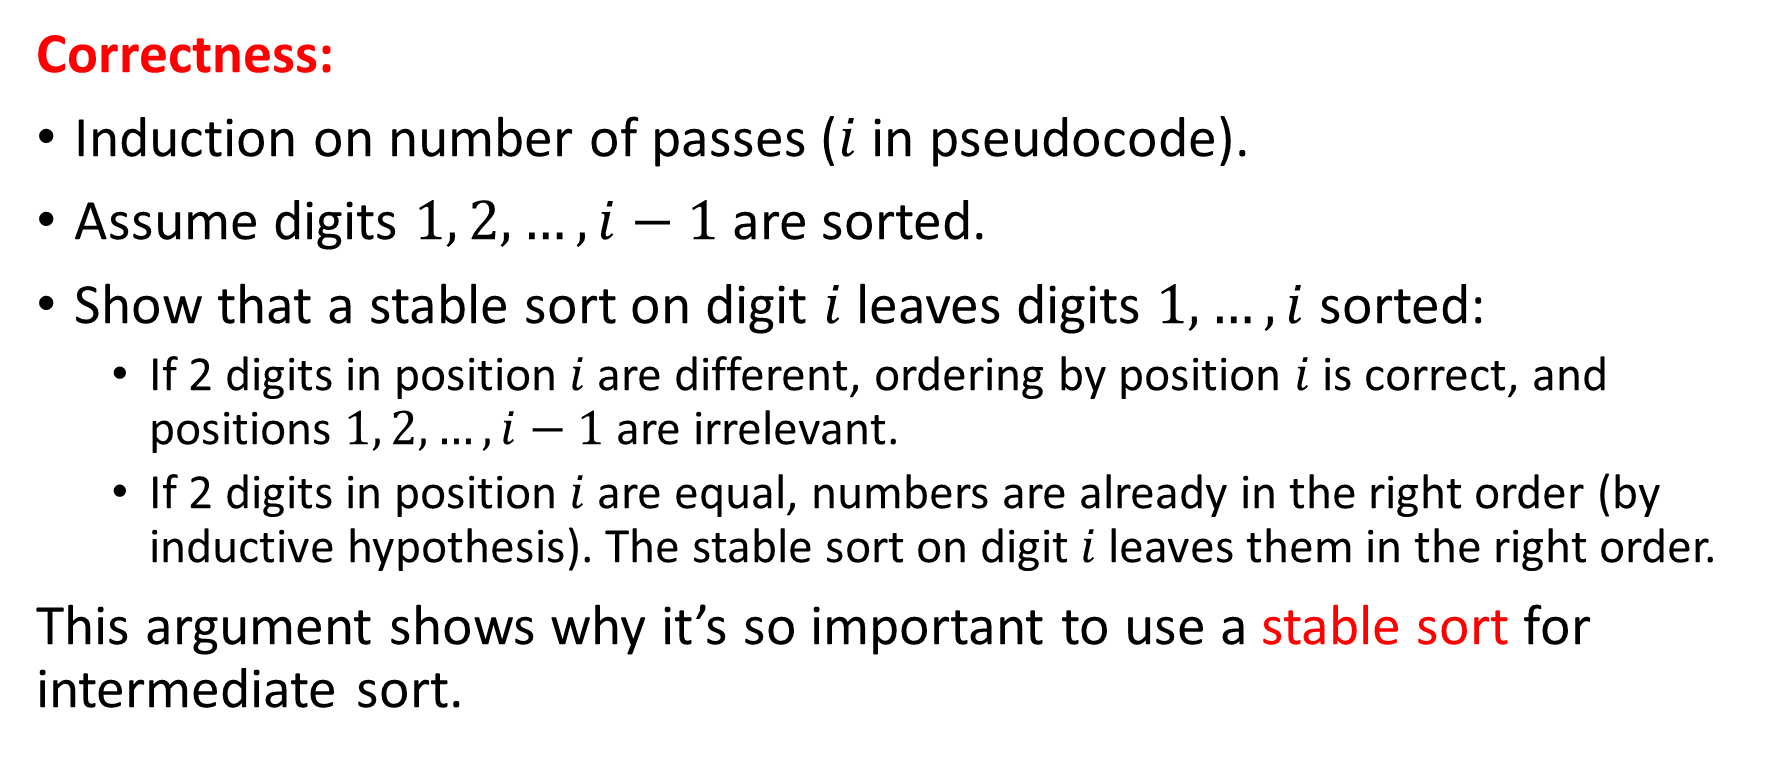 Correctness:
• Induction on number of passes (i in pseudocode).
• Assume digits 1, 2, … , i − 1 are sorted.
• Show that a stable sort on digit i leaves digits 1, … , i sorted:
• If 2 digits in position i are different, ordering by position i is correct, and
positions 1, 2, … , i − 1 are irrelevant.
• If 2 digits in position i are equal, numbers are already in the right order (by
inductive hypothesis). The stable sort on digit i leaves them in the right order.
This argument shows why it’s so important to use a stable sort for
intermediate sort.